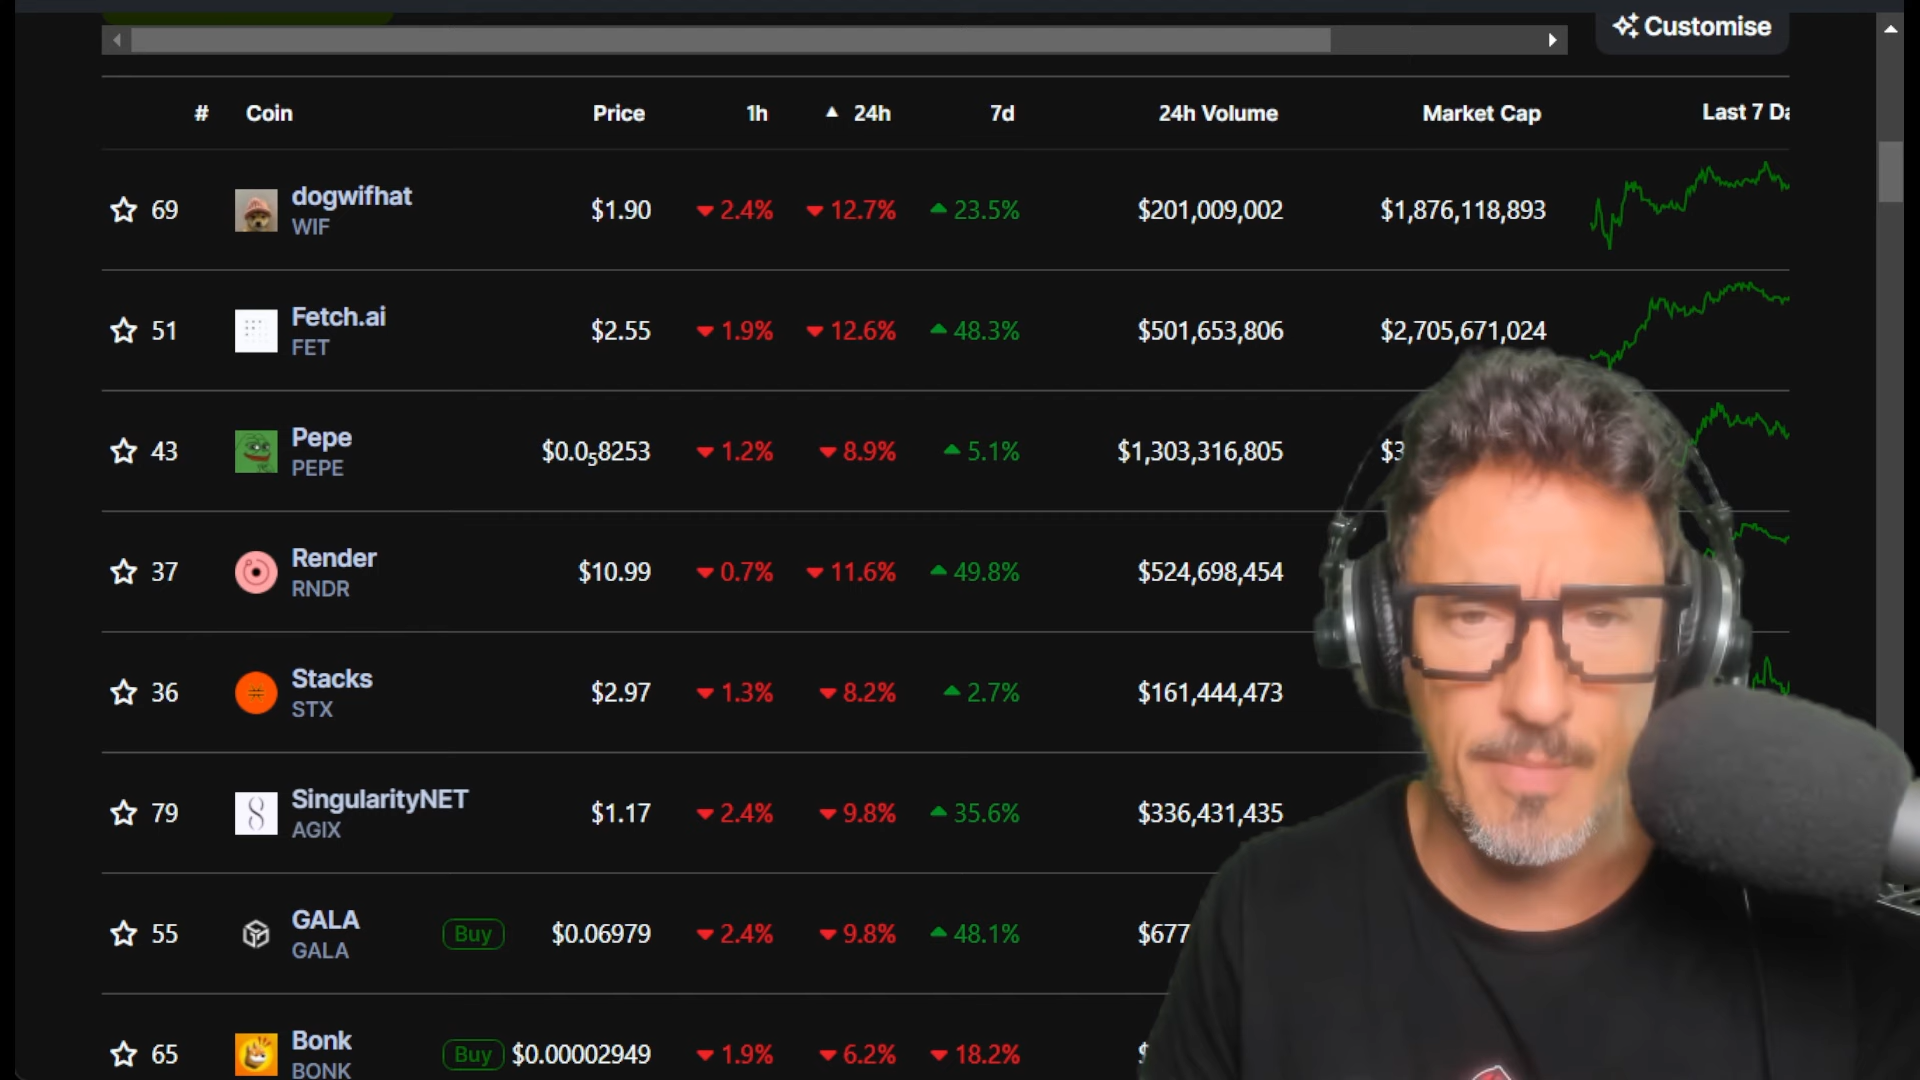 Customise
# Coin Price 1h ▲ 24h 7d 24h Volume Market Cap Last 7 Da
69 dogwifhat WIF $1.90 2.4% 12.7% 23.5% $201,009,002 $1,876,118,893
51 Fetch.ai FET $2.55 1.9% 12.6% 48.3% $501,653,806 $2,705,671,024
43 Pepe PEPE $0.0₅8253 1.2% 8.9% 5.1% $1,303,316,805 $3
37 Render RNDR $10.99 0.7% 11.6% 49.8% $524,698,454
36 Stacks STX $2.97 1.3% 8.2% 2.7% $161,444,473
79 SingularityNET AGIX $1.17 2.4% 9.8% 35.6% $336,431,435
55 GALA GALA Buy $0.06979 2.4% 9.8% 48.1% $677
65 Bonk BONK Buy $0.00002949 1.9% 6.2% 18.2% $